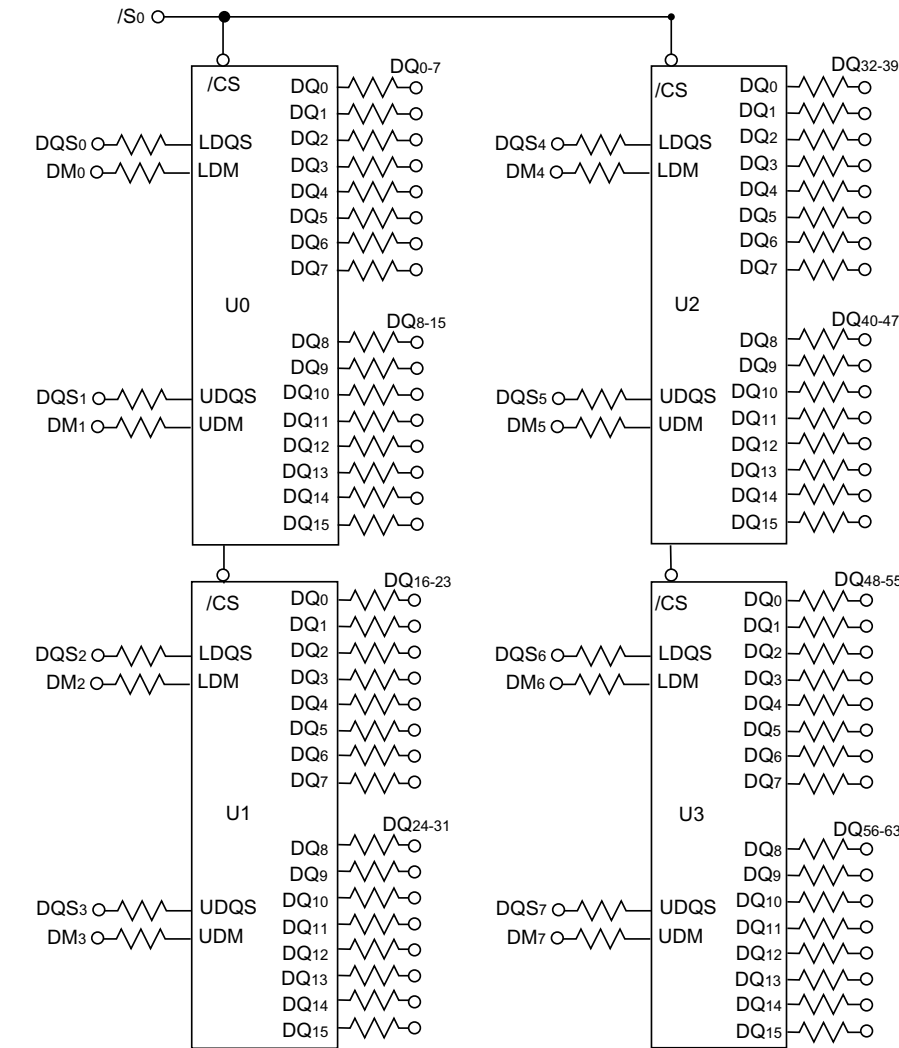 /S0
DQ0-7
/CS
DQ0
DQ1
DQ2
DQS0
LDQS
DQ3
DM0
LDM
DQ4
DQ5
DQ6
DQ7
U0
DQ8-15
DQ8
DQ9
DQS1
UDQS
DQ10
DM1
UDM
DQ11
DQ12
DQ13
DQ14
DQ15
DQ32-39
/CS
DQ0
DQ1
DQ2
DQS4
LDQS
DQ3
DM4
LDM
DQ4
DQ5
DQ6
DQ7
U2
DQ40-47
DQ8
DQ9
DQS5
UDQS
DQ10
DM5
UDM
DQ11
DQ12
DQ13
DQ14
DQ15
DQ16-23
/CS
DQ0
DQ1
DQ2
DQS2
LDQS
DQ3
DM2
LDM
DQ4
DQ5
DQ6
DQ7
U1
DQ24-31
DQ8
DQ9
DQS3
UDQS
DQ10
DM3
UDM
DQ11
DQ12
DQ13
DQ14
DQ15
DQ48-55
/CS
DQ0
DQ1
DQ2
DQS6
LDQS
DQ3
DM6
LDM
DQ4
DQ5
DQ6
DQ7
U3
DQ56-63
DQ8
DQ9
DQS7
UDQS
DQ10
DM7
UDM
DQ11
DQ12
DQ13
DQ14
DQ15